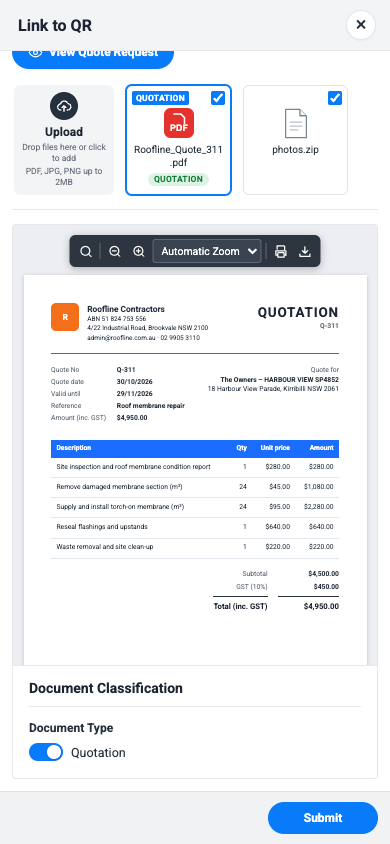 Link to QR
View Quote Request
Upload
Drop files here or click
to add
PDF, JPG, PNG up to
2MB
QUOTATION
PDF
Roofline_Quote_311
.pdf
QUOTATION
photos.zip
Automatic Zoom
R
Roofline Contractors
ABN 51 824 753 556
4/22 Industrial Road, Brookvale NSW 2100
admin@roofline.com.au · 02 9905 3110
QUOTATION
Q-311
Quote No Q-311
Quote date 30/10/2026
Valid until 29/11/2026
Reference Roof membrane repair
Amount (inc. GST) $4,950.00
Quote for
The Owners – HARBOUR VIEW SP4852
18 Harbour View Parade, Kirribilli NSW 2061
Description Qty Unit price Amount
Site inspection and roof membrane condition report 1 $280.00 $280.00
Remove damaged membrane section (m²) 24 $45.00 $1,080.00
Supply and install torch-on membrane (m²) 24 $95.00 $2,280.00
Reseal flashings and upstands 1 $640.00 $640.00
Waste removal and site clean-up 1 $220.00 $220.00
Subtotal $4,500.00
GST (10%) $450.00
Total (inc. GST) $4,950.00
Document Classification
Document Type
Quotation
Submit